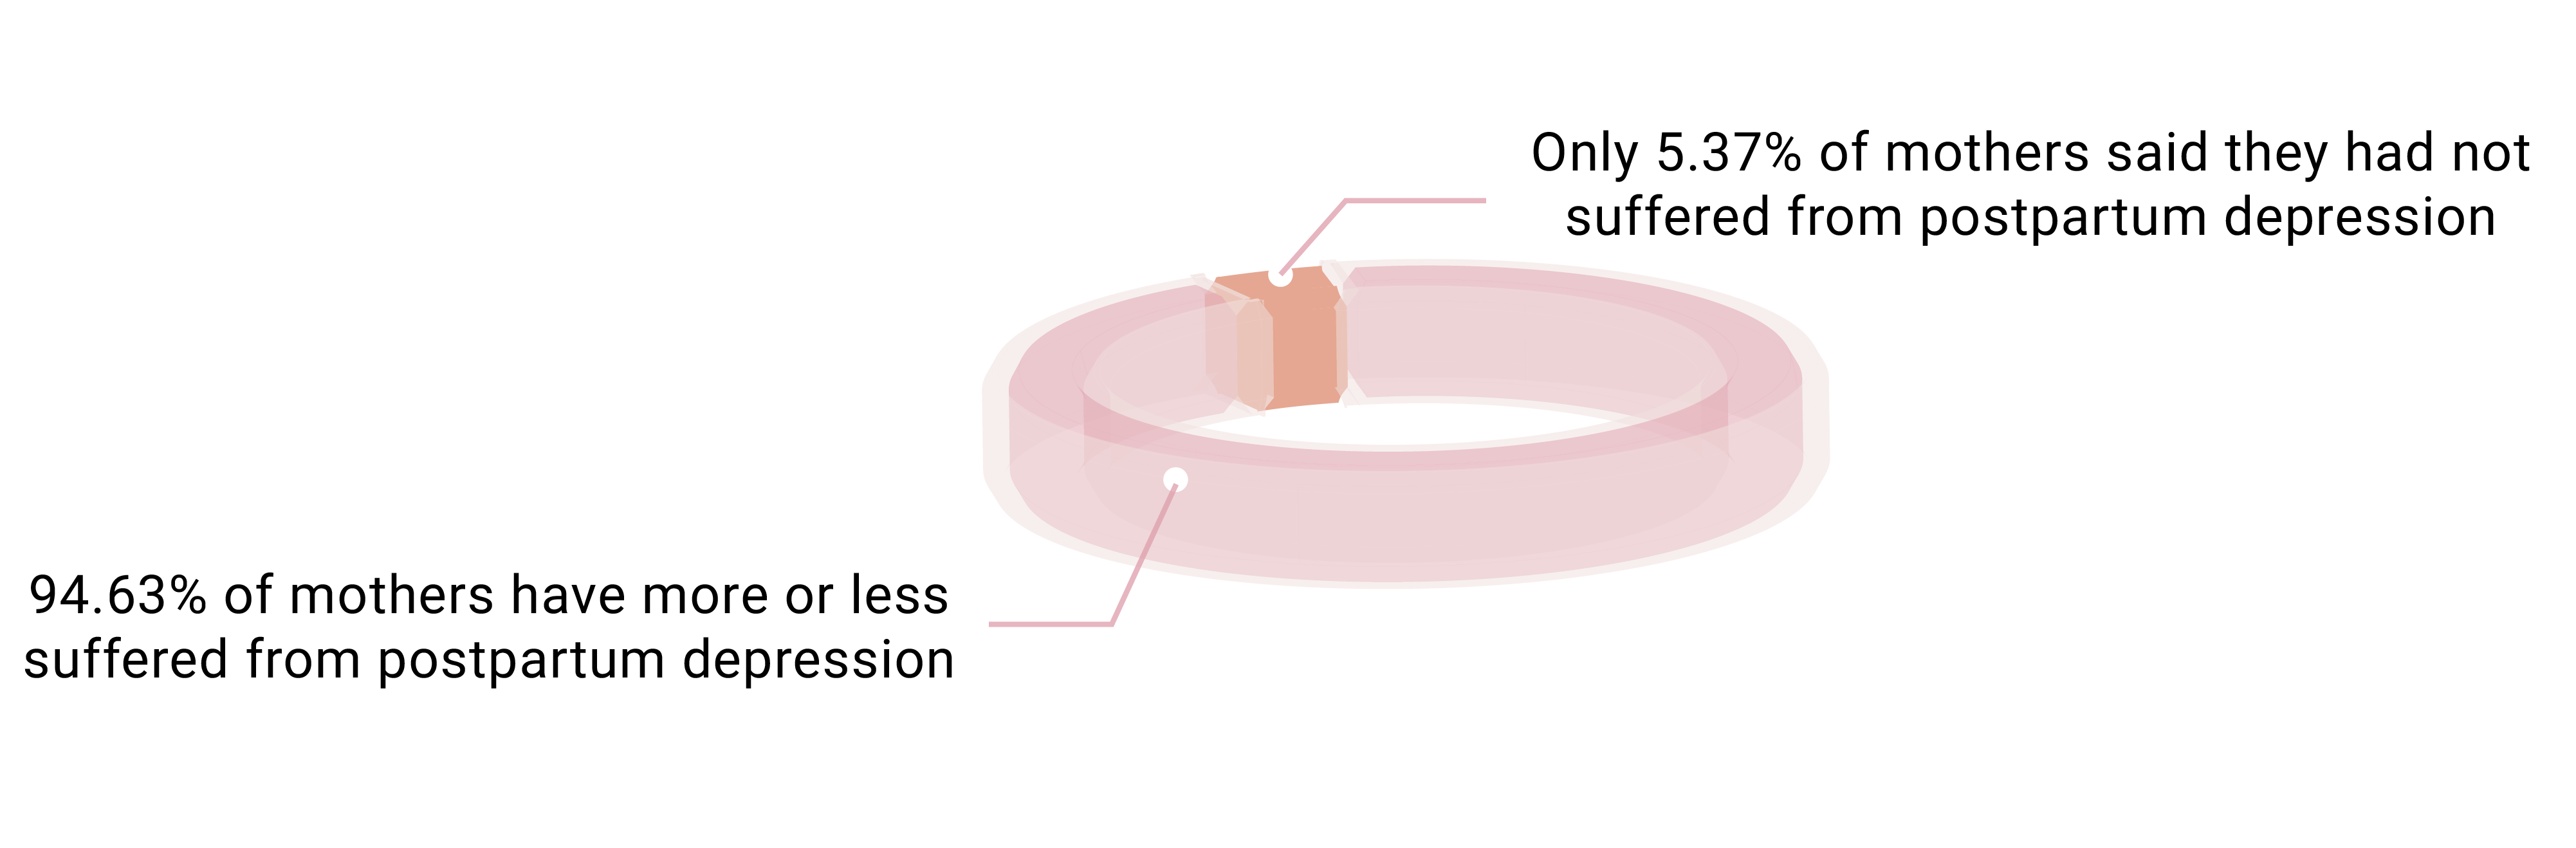 Only 5.37% of mothers said they had not
suffered from postpartum depression
94.63% of mothers have more or less
suffered from postpartum depression